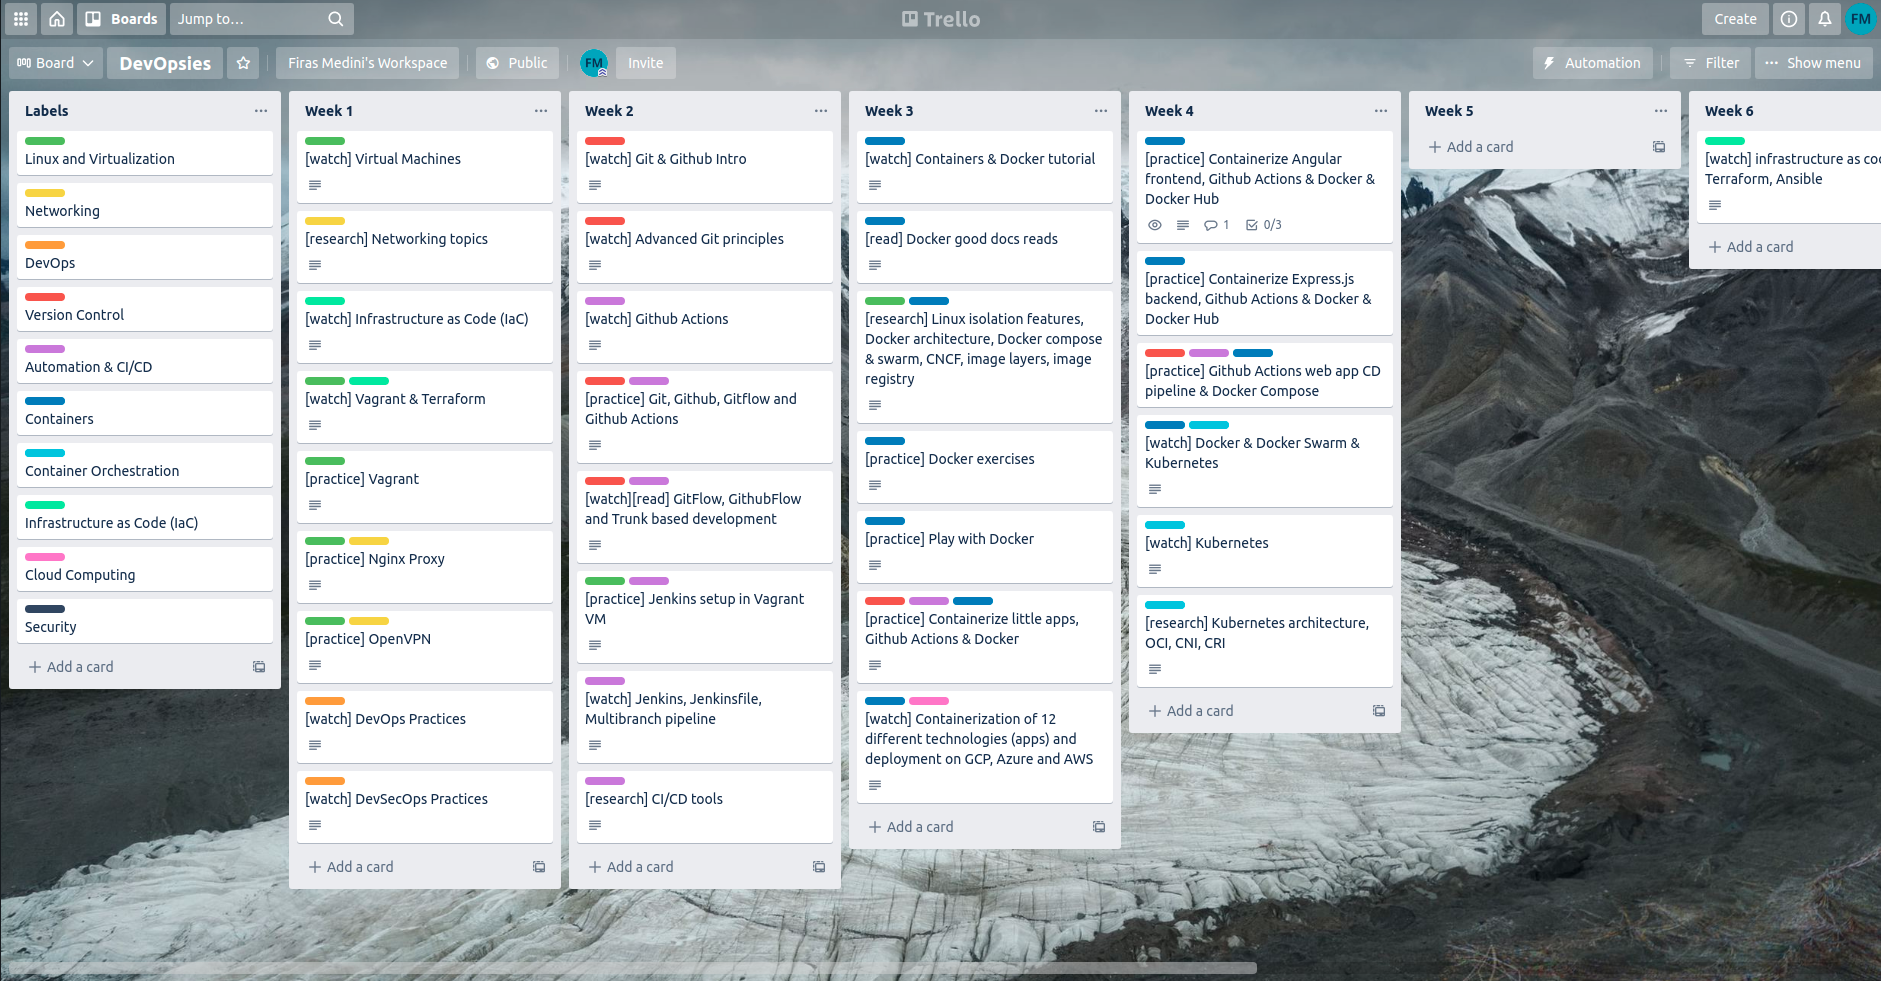 Boards
Jump to...
Trello
Create
FM
Board
DevOpsies
Firas Medini's Workspace
Public
FM
Invite
Automation
Filter
Show menu
Labels
Linux and Virtualization
Networking
DevOps
Version Control
Automation & CI/CD
Containers
Container Orchestration
Infrastructure as Code (IaC)
Cloud Computing
Security
+ Add a card
Week 1
[watch] Virtual Machines
[research] Networking topics
[watch] Infrastructure as Code (IaC)
[watch] Vagrant & Terraform
[practice] Vagrant
[practice] Nginx Proxy
[practice] OpenVPN
[watch] DevOps Practices
[watch] DevSecOps Practices
+ Add a card
Week 2
[watch] Git & Github Intro
[watch] Advanced Git principles
[watch] Github Actions
[practice] Git, Github, Gitflow and
Github Actions
[watch][read] GitFlow, GithubFlow
and Trunk based development
[practice] Jenkins setup in Vagrant
VM
[watch] Jenkins, Jenkinsfile,
Multibranch pipeline
[research] CI/CD tools
+ Add a card
Week 3
[watch] Containers & Docker tutorial
[read] Docker good docs reads
[research] Linux isolation features,
Docker architecture, Docker compose
& swarm, CNCF, image layers, image
registry
[practice] Docker exercises
[practice] Play with Docker
[practice] Containerize little apps,
Github Actions & Docker
[watch] Containerization of 12
different technologies (apps) and
deployment on GCP, Azure and AWS
+ Add a card
Week 4
[practice] Containerize Angular
frontend, Github Actions & Docker &
Docker Hub
1 0/3
[practice] Containerize Express.js
backend, Github Actions & Docker &
Docker Hub
[practice] Github Actions web app CD
pipeline & Docker Compose
[watch] Docker & Docker Swarm &
Kubernetes
[watch] Kubernetes
[research] Kubernetes architecture,
OCI, CNI, CRI
+ Add a card
Week 5
+ Add a card
Week 6
[watch] infrastructure as co
Terraform, Ansible
+ Add a card